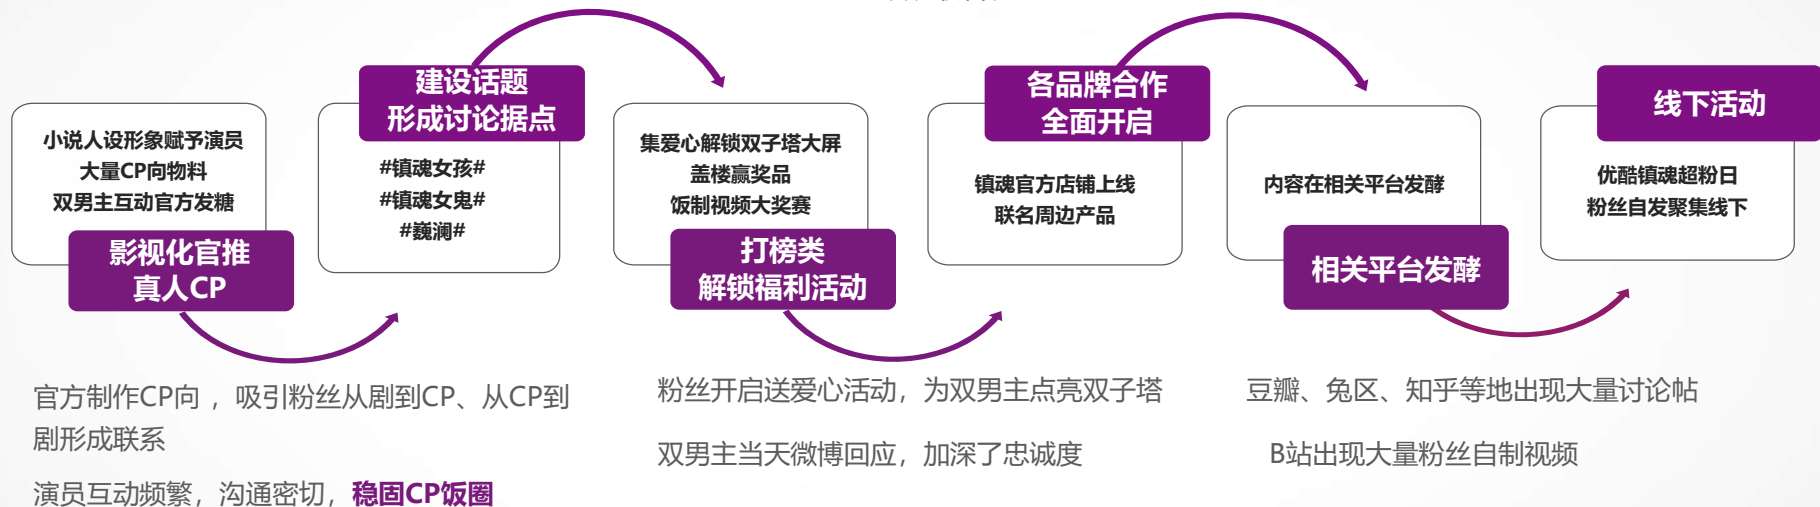 小说人设形象赋予演员
大量CP向物料
双男主互动官方发糖
影视化官推
真人CP
建设话题
形成讨论据点
#镇魂女孩#
#镇魂女鬼#
#巍澜#
集爱心解锁双子塔大屏
盖楼赢奖品
饭制视频大奖赛
打榜类
解锁福利活动
各品牌合作
全面开启
镇魂官方店铺上线
联名周边产品
内容在相关平台发酵
相关平台发酵
线下活动
优酷镇魂超粉日
粉丝自发聚集线下
官方制作CP向 ，吸引粉丝从剧到CP、从CP到
剧形成联系
演员互动频繁，沟通密切，稳固CP饭圈
粉丝开启送爱心活动，为双男主点亮双子塔
双男主当天微博回应，加深了忠诚度
豆瓣、兔区、知乎等地出现大量讨论帖
B站出现大量粉丝自制视频